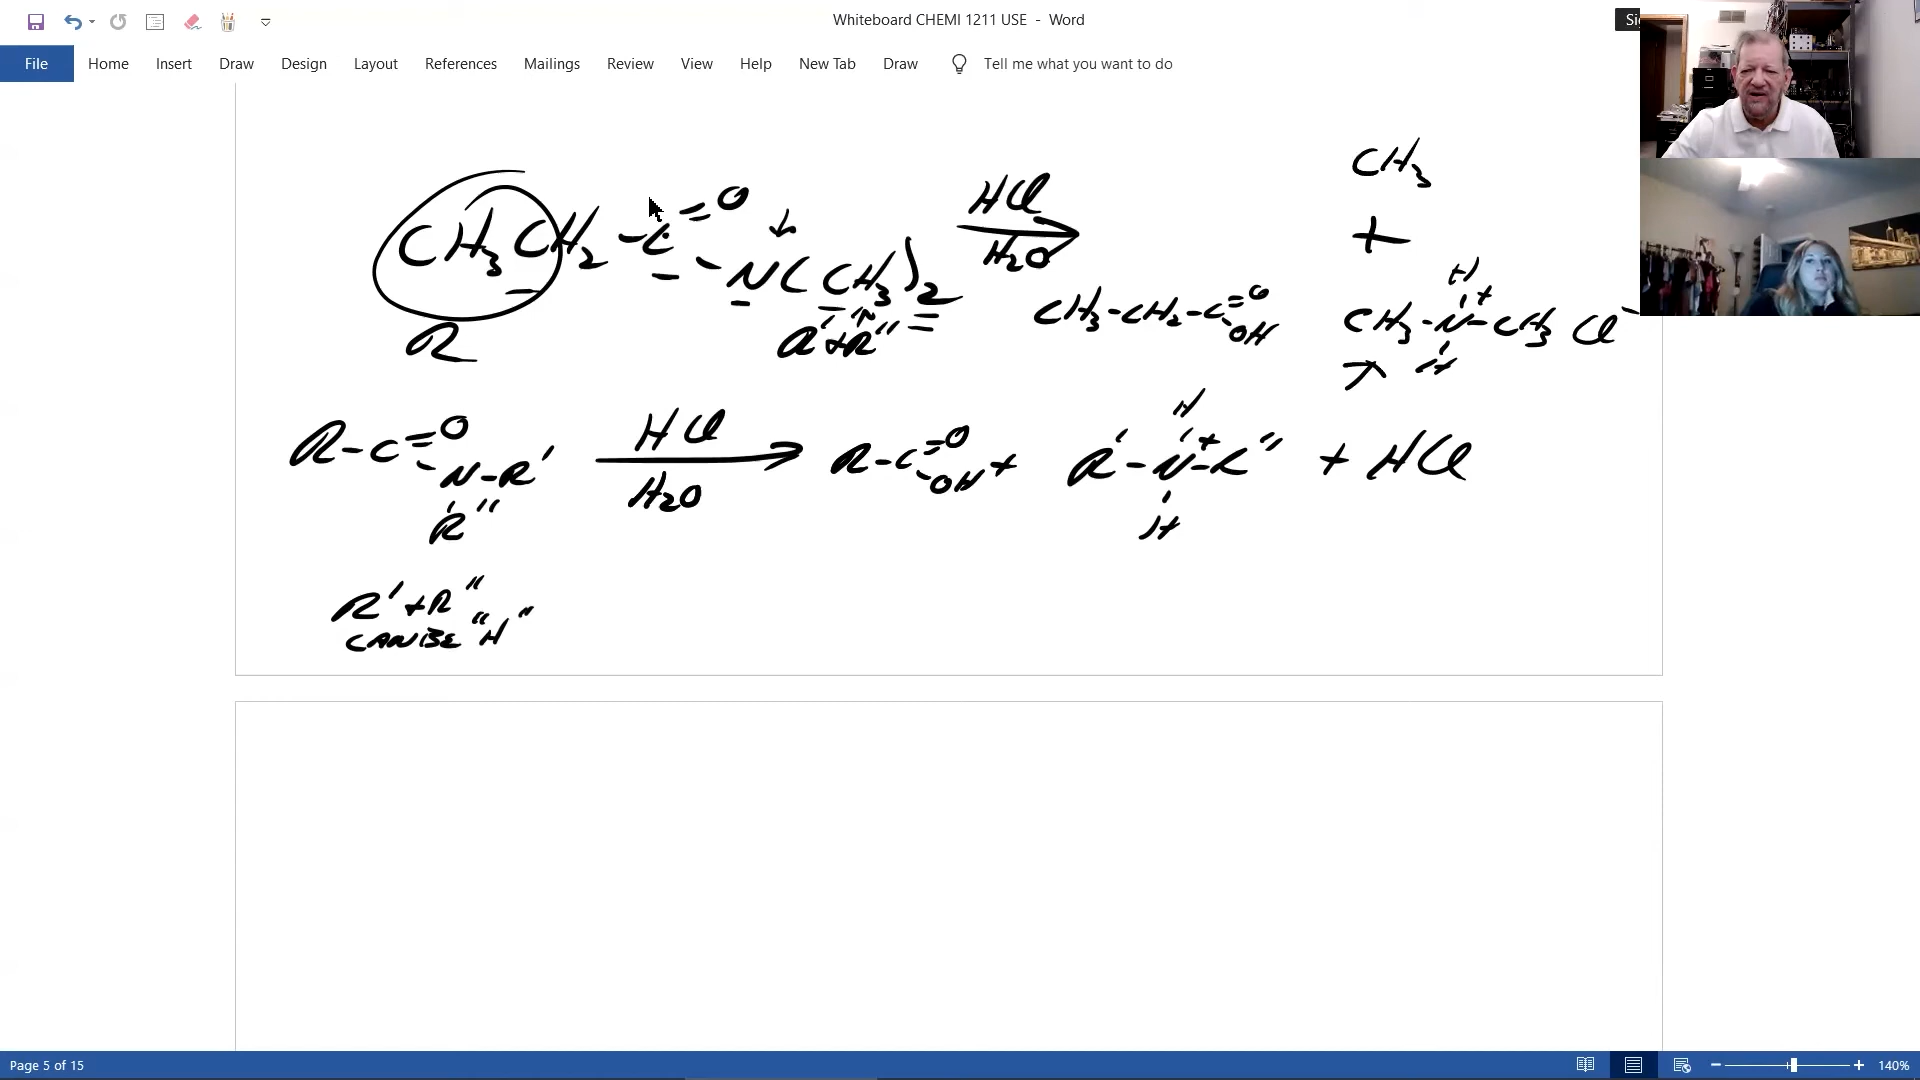 Whiteboard CHEMI 1211 USE - Word
Si
File Home Insert Draw Design Layout References Mailings Review View Help New Tab Draw Tell me what you want to do
CH3CH2-C=O
-N(CH3)2
R
R'+R''
HCl
H2O
CH3-CH2-C=O
OH
CH3
+
H
CH3-N+-CH3 Cl-
H
R-C=O
-N-R'
R''
HCl
H2O
R-C=O
-OH +
H
R'-N+-R'' + HCl
H
R'+R''
CAN BE "H"
Page 5 of 15
140%